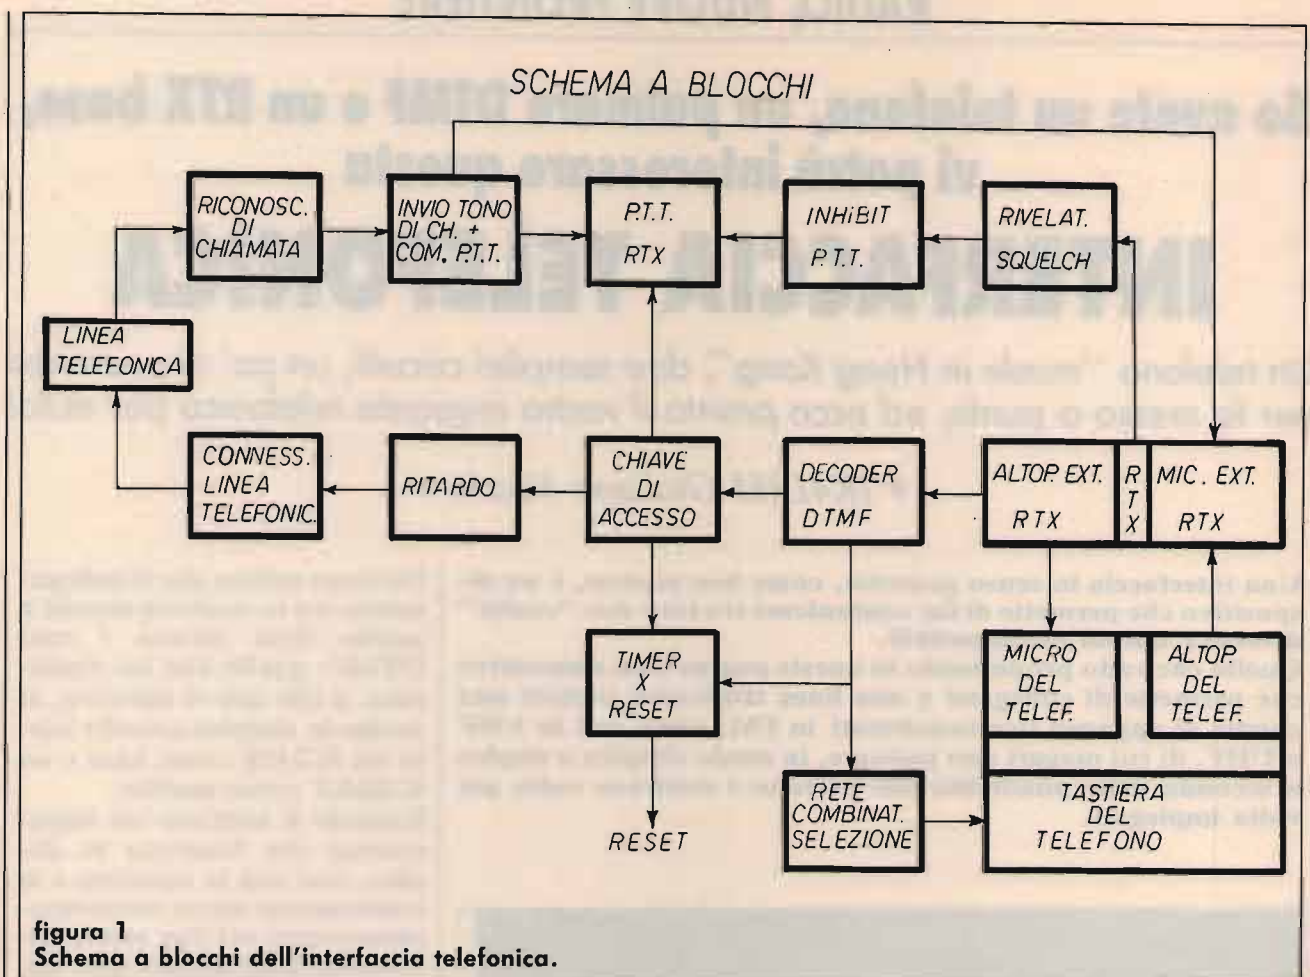 SCHEMA A BLOCCHI
RICONOSC.
DI
CHIAMATA
INVIO TONO
DI CH. +
COM. P.T.T.
P.T.T.
RTX
INHIBIT
P.T.T.
RIVELAT.
SQUELCH
LINEA
TELEFONICA
CONNESS.
LINEA
TELEFONIC.
RITARDO
CHIAVE
DI
ACCESSO
DECODER
DTMF
ALTOP. EXT.
RTX
RTX
MIC. EXT.
RTX
TIMER
X
RESET
MICRO
DEL
TELEF.
ALTOP.
DEL
TELEF.
RESET
RETE
COMBINAT.
SELEZIONE
TASTIERA
DEL
TELEFONO
figura 1
Schema a blocchi dell'interfaccia telefonica.